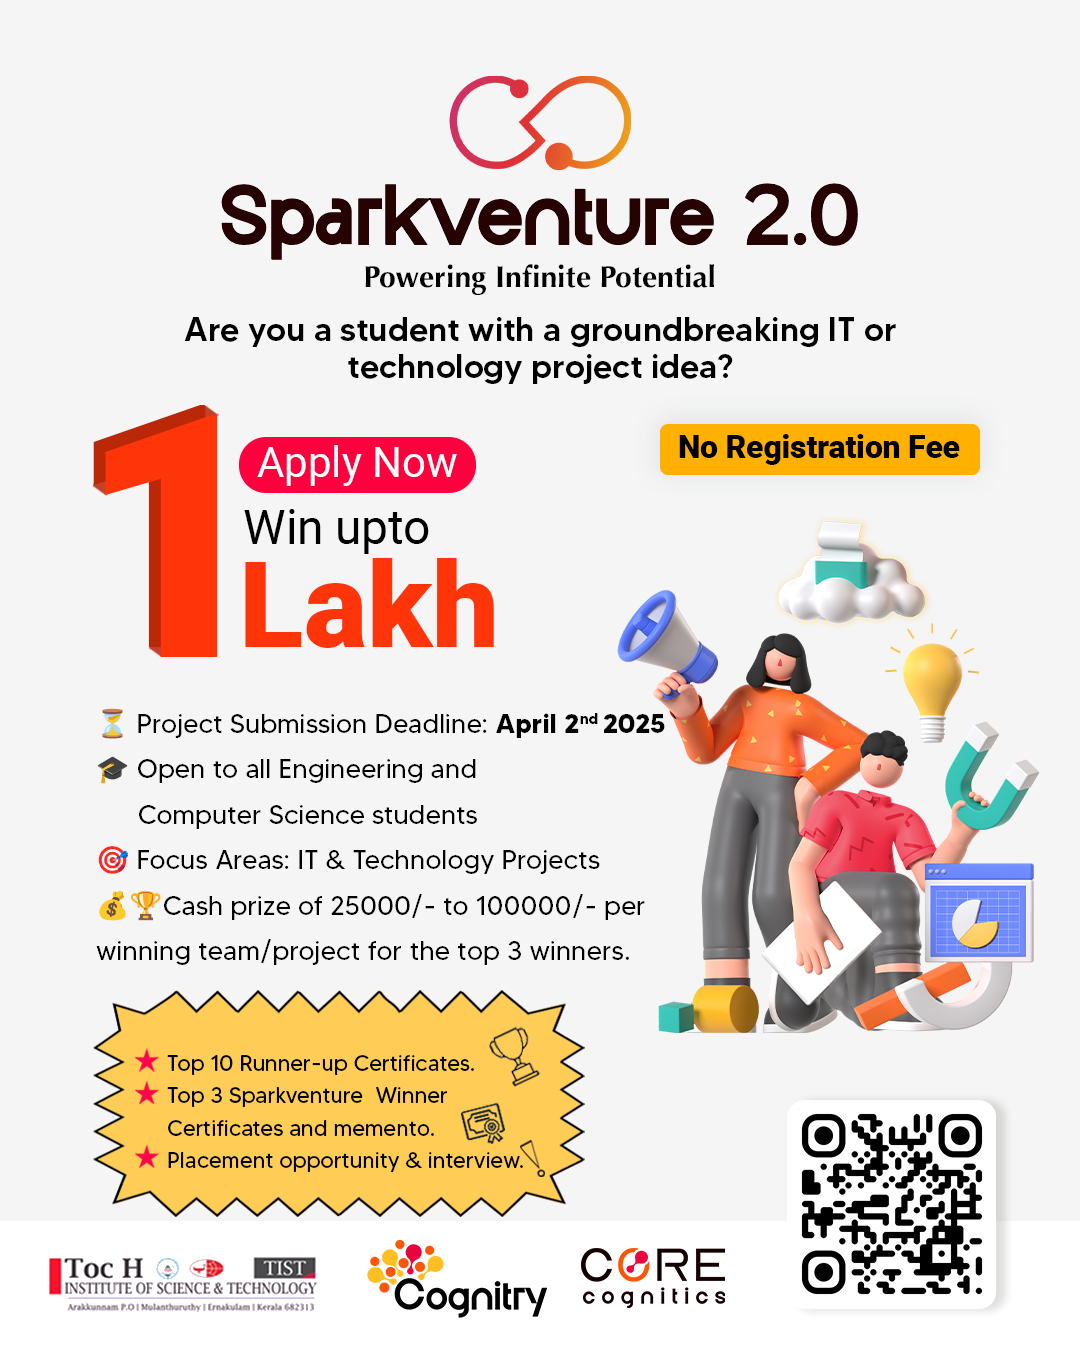 Sparkventure 2.0
Powering Infinite Potential
Are you a student with a groundbreaking IT or
technology project idea?
1
Apply Now
Win upto
Lakh
No Registration Fee
⏳ Project Submission Deadline: April 2nd 2025
🎓 Open to all Engineering and
Computer Science students
🎯 Focus Areas: IT & Technology Projects
💰🏆Cash prize of 25000/- to 100000/- per
winning team/project for the top 3 winners.
★ Top 10 Runner-up Certificates.
★ Top 3 Sparkventure Winner
Certificates and memento.
★ Placement opportunity & interview.
Toc H TIST
INSTITUTE OF SCIENCE & TECHNOLOGY
Arakkunnam P.O | Mulanthuruthy | Ernakulam | Kerala 682313
Cognitry
CORE
cognitics